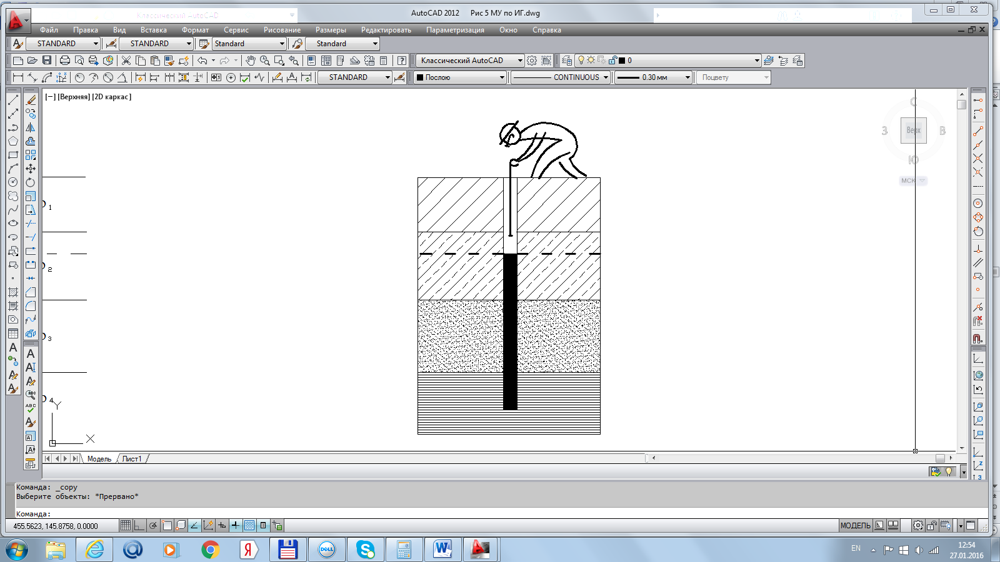 Классический AutoCAD
AutoCAD 2012 Рис 5 МУ по ИГ.dwg
Файл Правка Вид Вставка Формат Сервис Рисование Размеры Редактировать Параметризация Окно Справка
STANDARD STANDARD Standard Standard
Классический AutoCAD 0
STANDARD Послою CONTINUOUS 0.30 мм Поцвету
[−] [Верхняя] [2D каркас]
С
З Верх В
Ю
МСК
1
2
3
4
Y
X
Модель Лист1
Команда: _copy
Выберите объекты: *Прервано*
Команда:
455.5623, 145.8758, 0.0000 МОДЕЛЬ
EN 12:54
27.01.2016